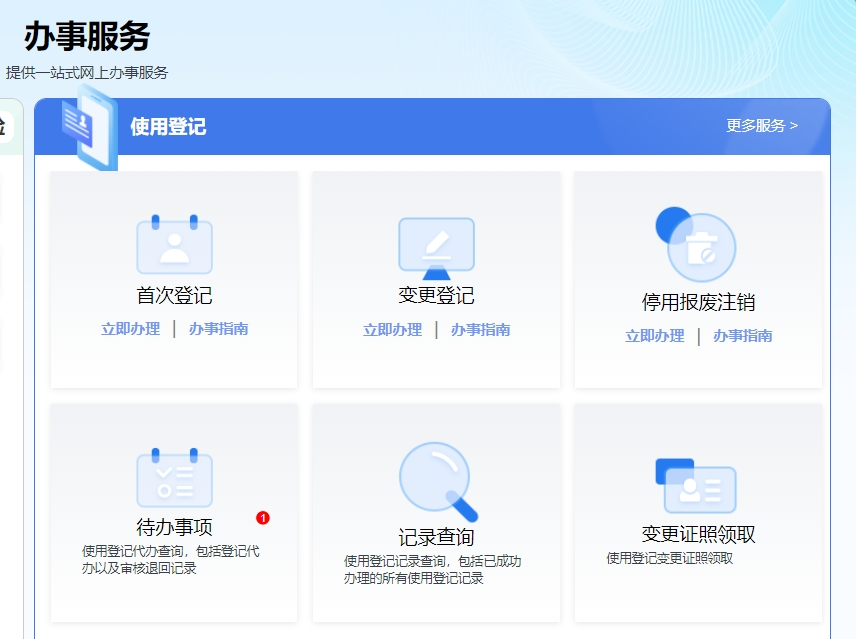 办事服务
提供一站式网上办事服务
使用登记
更多服务 >
首次登记
立即办理 | 办事指南
变更登记
立即办理 | 办事指南
停用报废注销
立即办理 | 办事指南
待办事项
1
使用登记代办查询，包括登记代
办以及审核退回记录
记录查询
使用登记记录查询，包括已成功
办理的所有使用登记记录
变更证照领取
使用登记变更证照领取